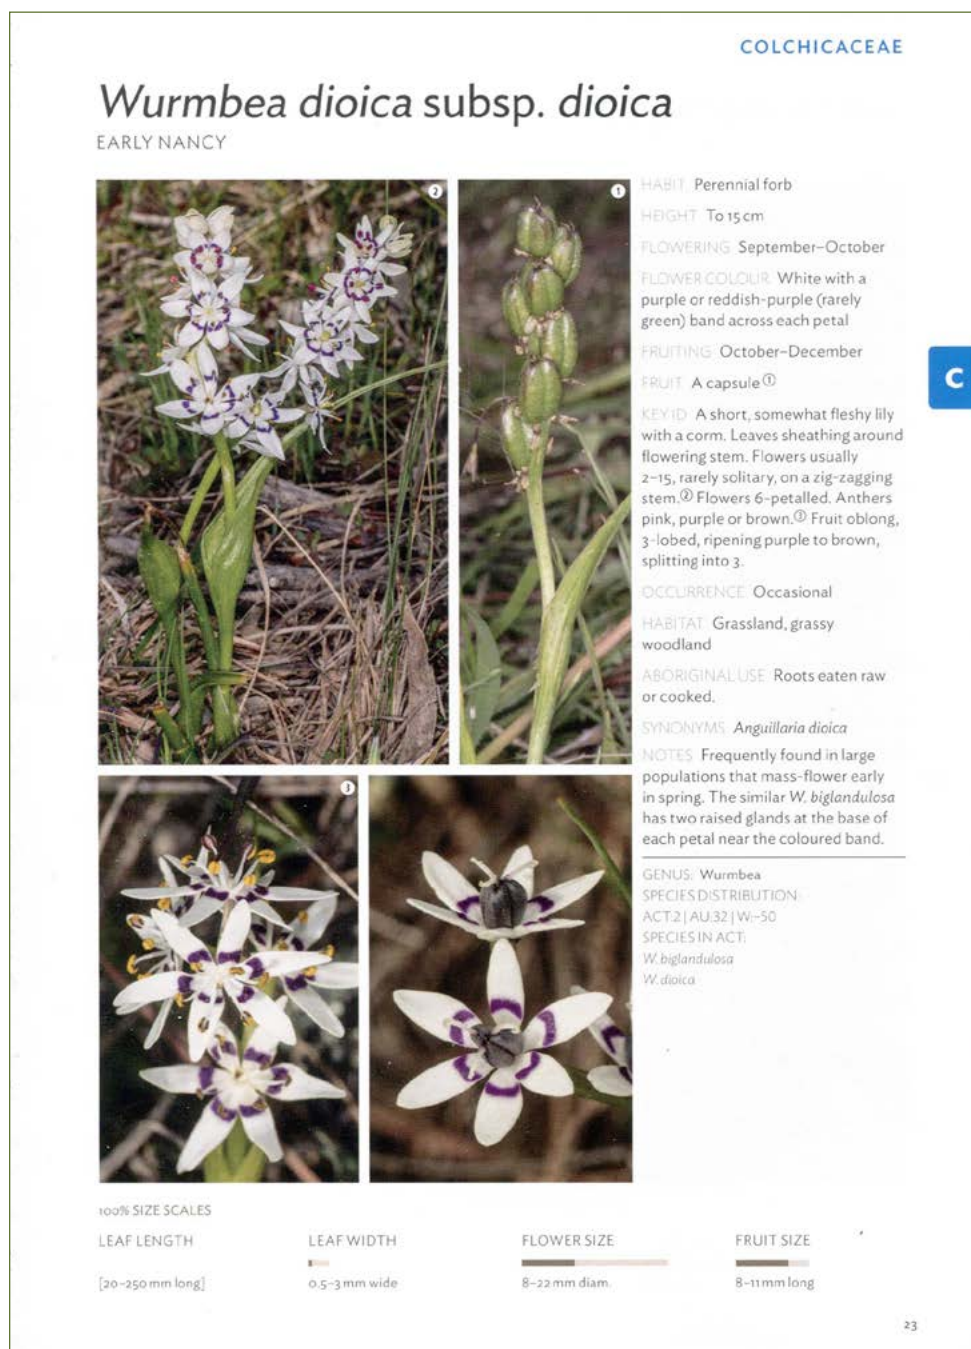 COLCHICACEAE
Wurmbea dioica subsp. dioica
EARLY NANCY
2
1
HABIT Perennial forb
HEIGHT To 15 cm
FLOWERING September–October
FLOWER COLOUR White with a
purple or reddish-purple (rarely
green) band across each petal
FRUITING October–December
FRUIT A capsule①
KEY ID A short, somewhat fleshy lily
with a corm. Leaves sheathing around
flowering stem. Flowers usually
2–15, rarely solitary, on a zig-zagging
stem.② Flowers 6-petalled. Anthers
pink, purple or brown.③ Fruit oblong,
3-lobed, ripening purple to brown,
splitting into 3.
OCCURRENCE Occasional
HABITAT Grassland, grassy
woodland
ABORIGINAL USE Roots eaten raw
or cooked.
SYNONYMS Anguillaria dioica
NOTES Frequently found in large
populations that mass-flower early
in spring. The similar W. biglandulosa
has two raised glands at the base of
each petal near the coloured band.
C
3
GENUS: Wurmbea
SPECIES DISTRIBUTION:
ACT:2 | AU:32 | W:~50
SPECIES IN ACT:
W. biglandulosa
W. dioica
100% SIZE SCALES
LEAF LENGTH
[20–250 mm long]
LEAF WIDTH
0.5–3 mm wide
FLOWER SIZE
8–22 mm diam.
FRUIT SIZE
8–11 mm long
23